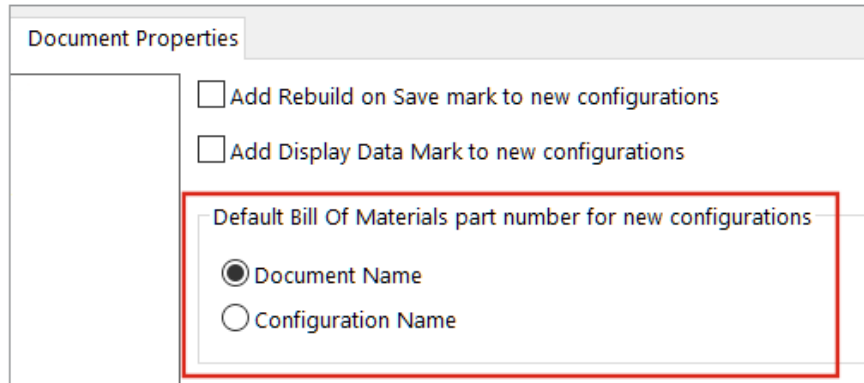 Document Properties
Add Rebuild on Save mark to new configurations
Add Display Data Mark to new configurations
Default Bill Of Materials part number for new configurations
Document Name
Configuration Name